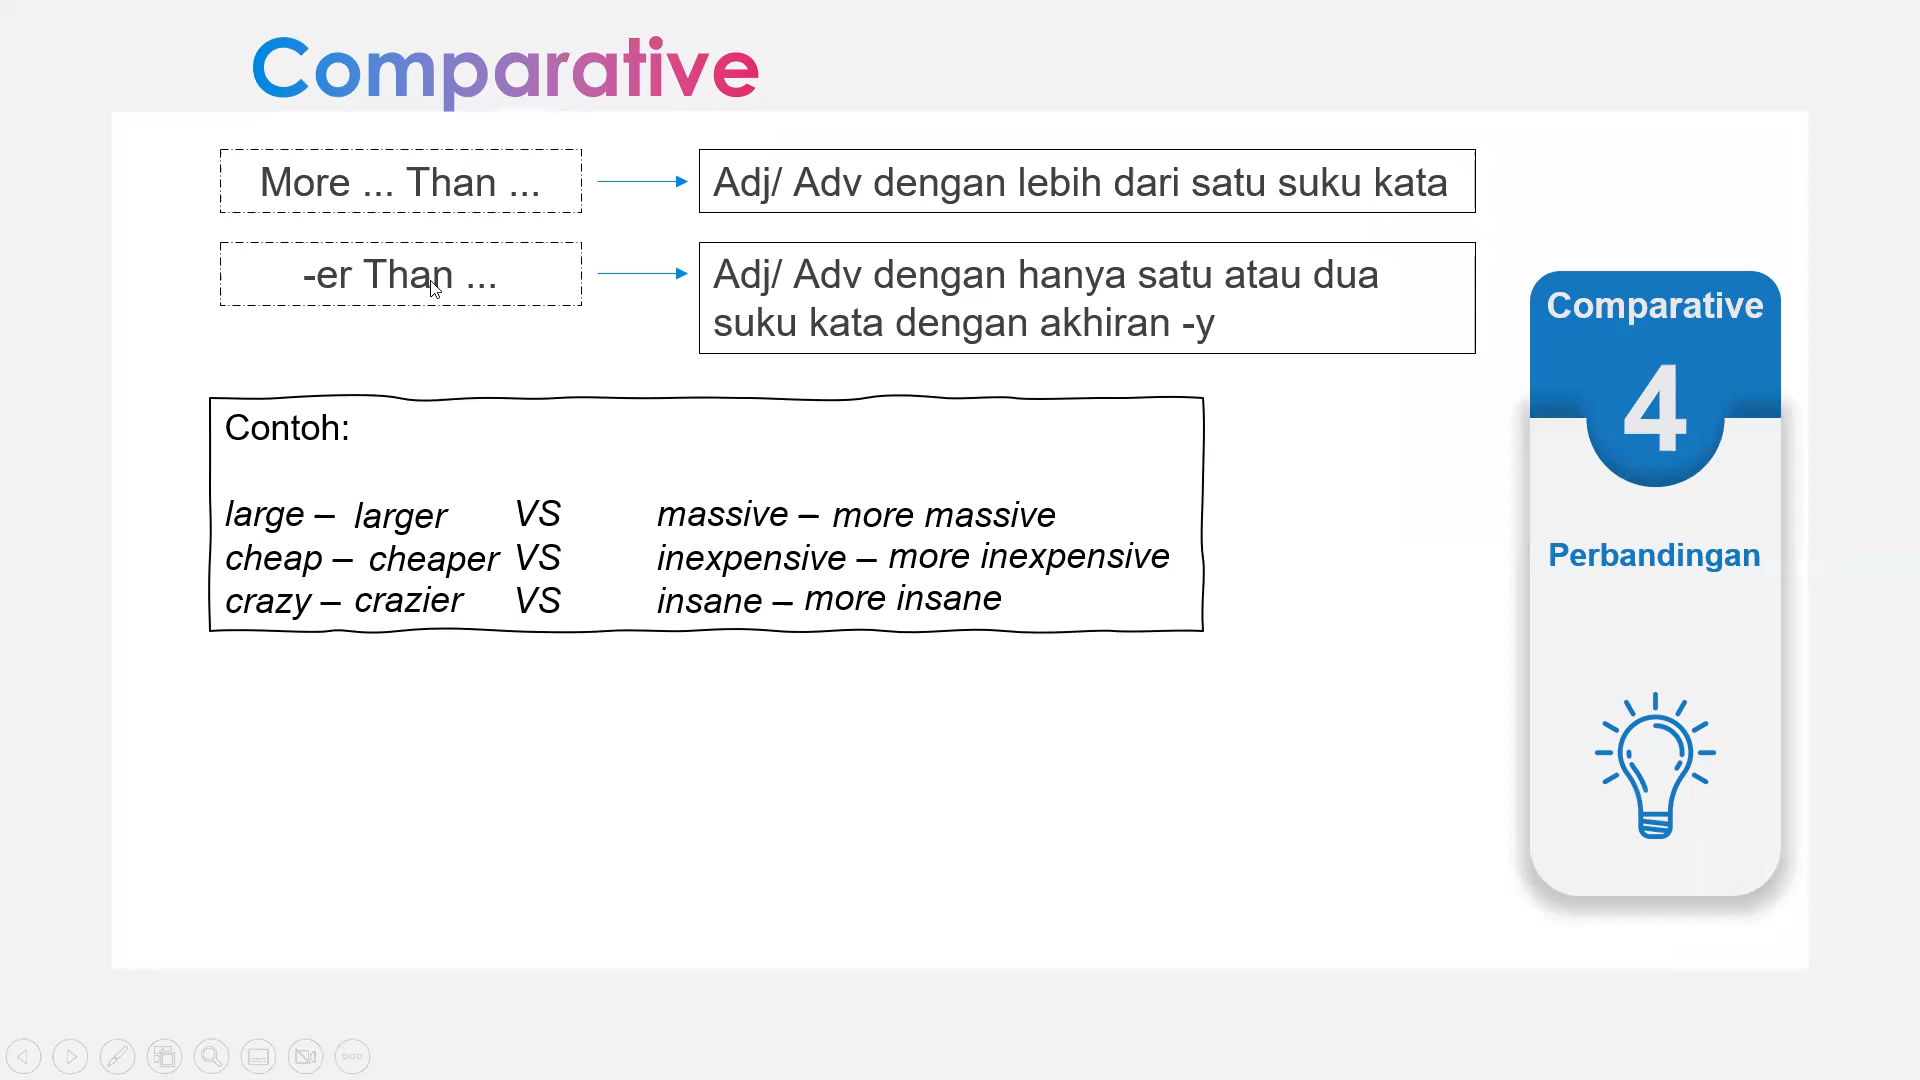 Comparative
More ... Than ...
Adj/ Adv dengan lebih dari satu suku kata
-er Than ...
Adj/ Adv dengan hanya satu atau dua
suku kata dengan akhiran -y
Contoh:
large – larger VS massive – more massive
cheap – cheaper VS inexpensive – more inexpensive
crazy – crazier VS insane – more insane
Comparative
4
Perbandingan